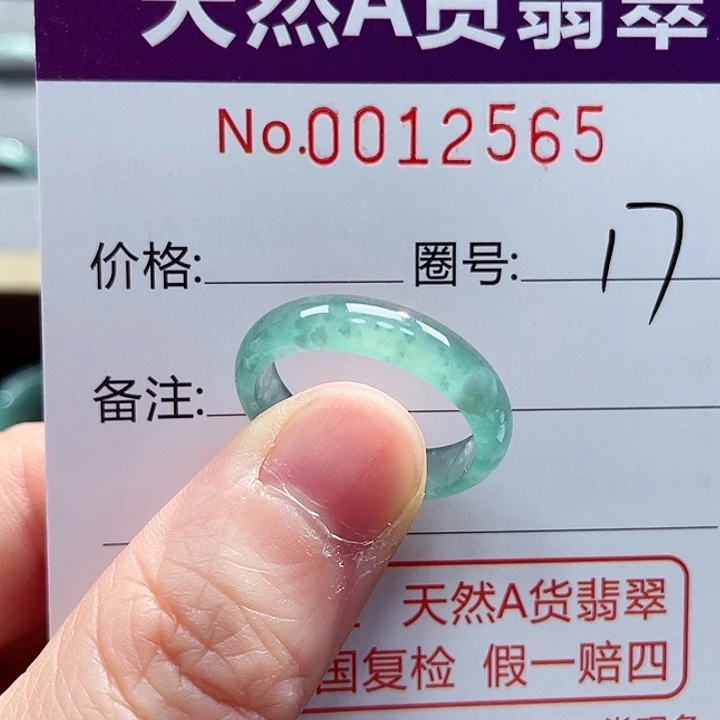 天然A货翡翠
No.0012565
价格: 圈号: 17
备注:
天然A货翡翠
国复检 假一赔四